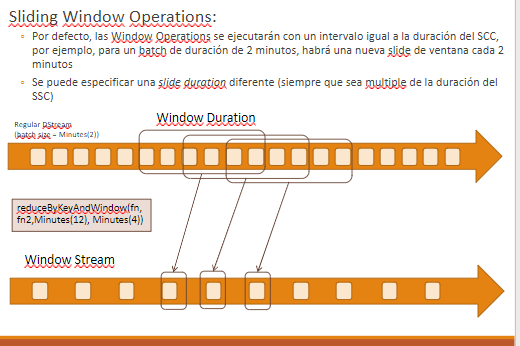 Sliding Window Operations:
Por defecto, las Window Operations se ejecutarán con un intervalo igual a la duración del SCC,
por ejemplo, para un batch de duración de 2 minutos, habrá una nueva slide de ventana cada 2
minutos
Se puede especificar una slide duration diferente (siempre que sea multiple de la duración del
SSC)
Window Duration
Regular DStream
(batch size = Minutes(2))
reduceByKeyAndWindow(fn,
fn2,Minutes(12), Minutes(4))
Window Stream